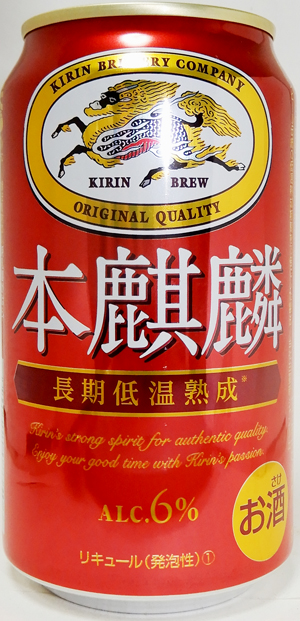 KIRIN BREWERY COMPANY
KIRIN BREW
ORIGINAL QUALITY
本麒麟
長期低温熟成※
Kirin's strong spirit for authentic quality.
Enjoy your good time with Kirin's passion.
ALC.6%
さけ
お酒
リキュール(発泡性)①